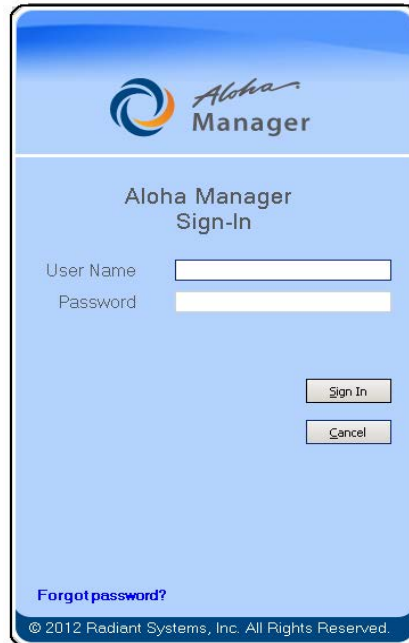 Aloha
Manager
Aloha Manager
Sign-In
User Name
Password
Sign In
Cancel
Forgot password?
© 2012 Radiant Systems, Inc. All Rights Reserved.